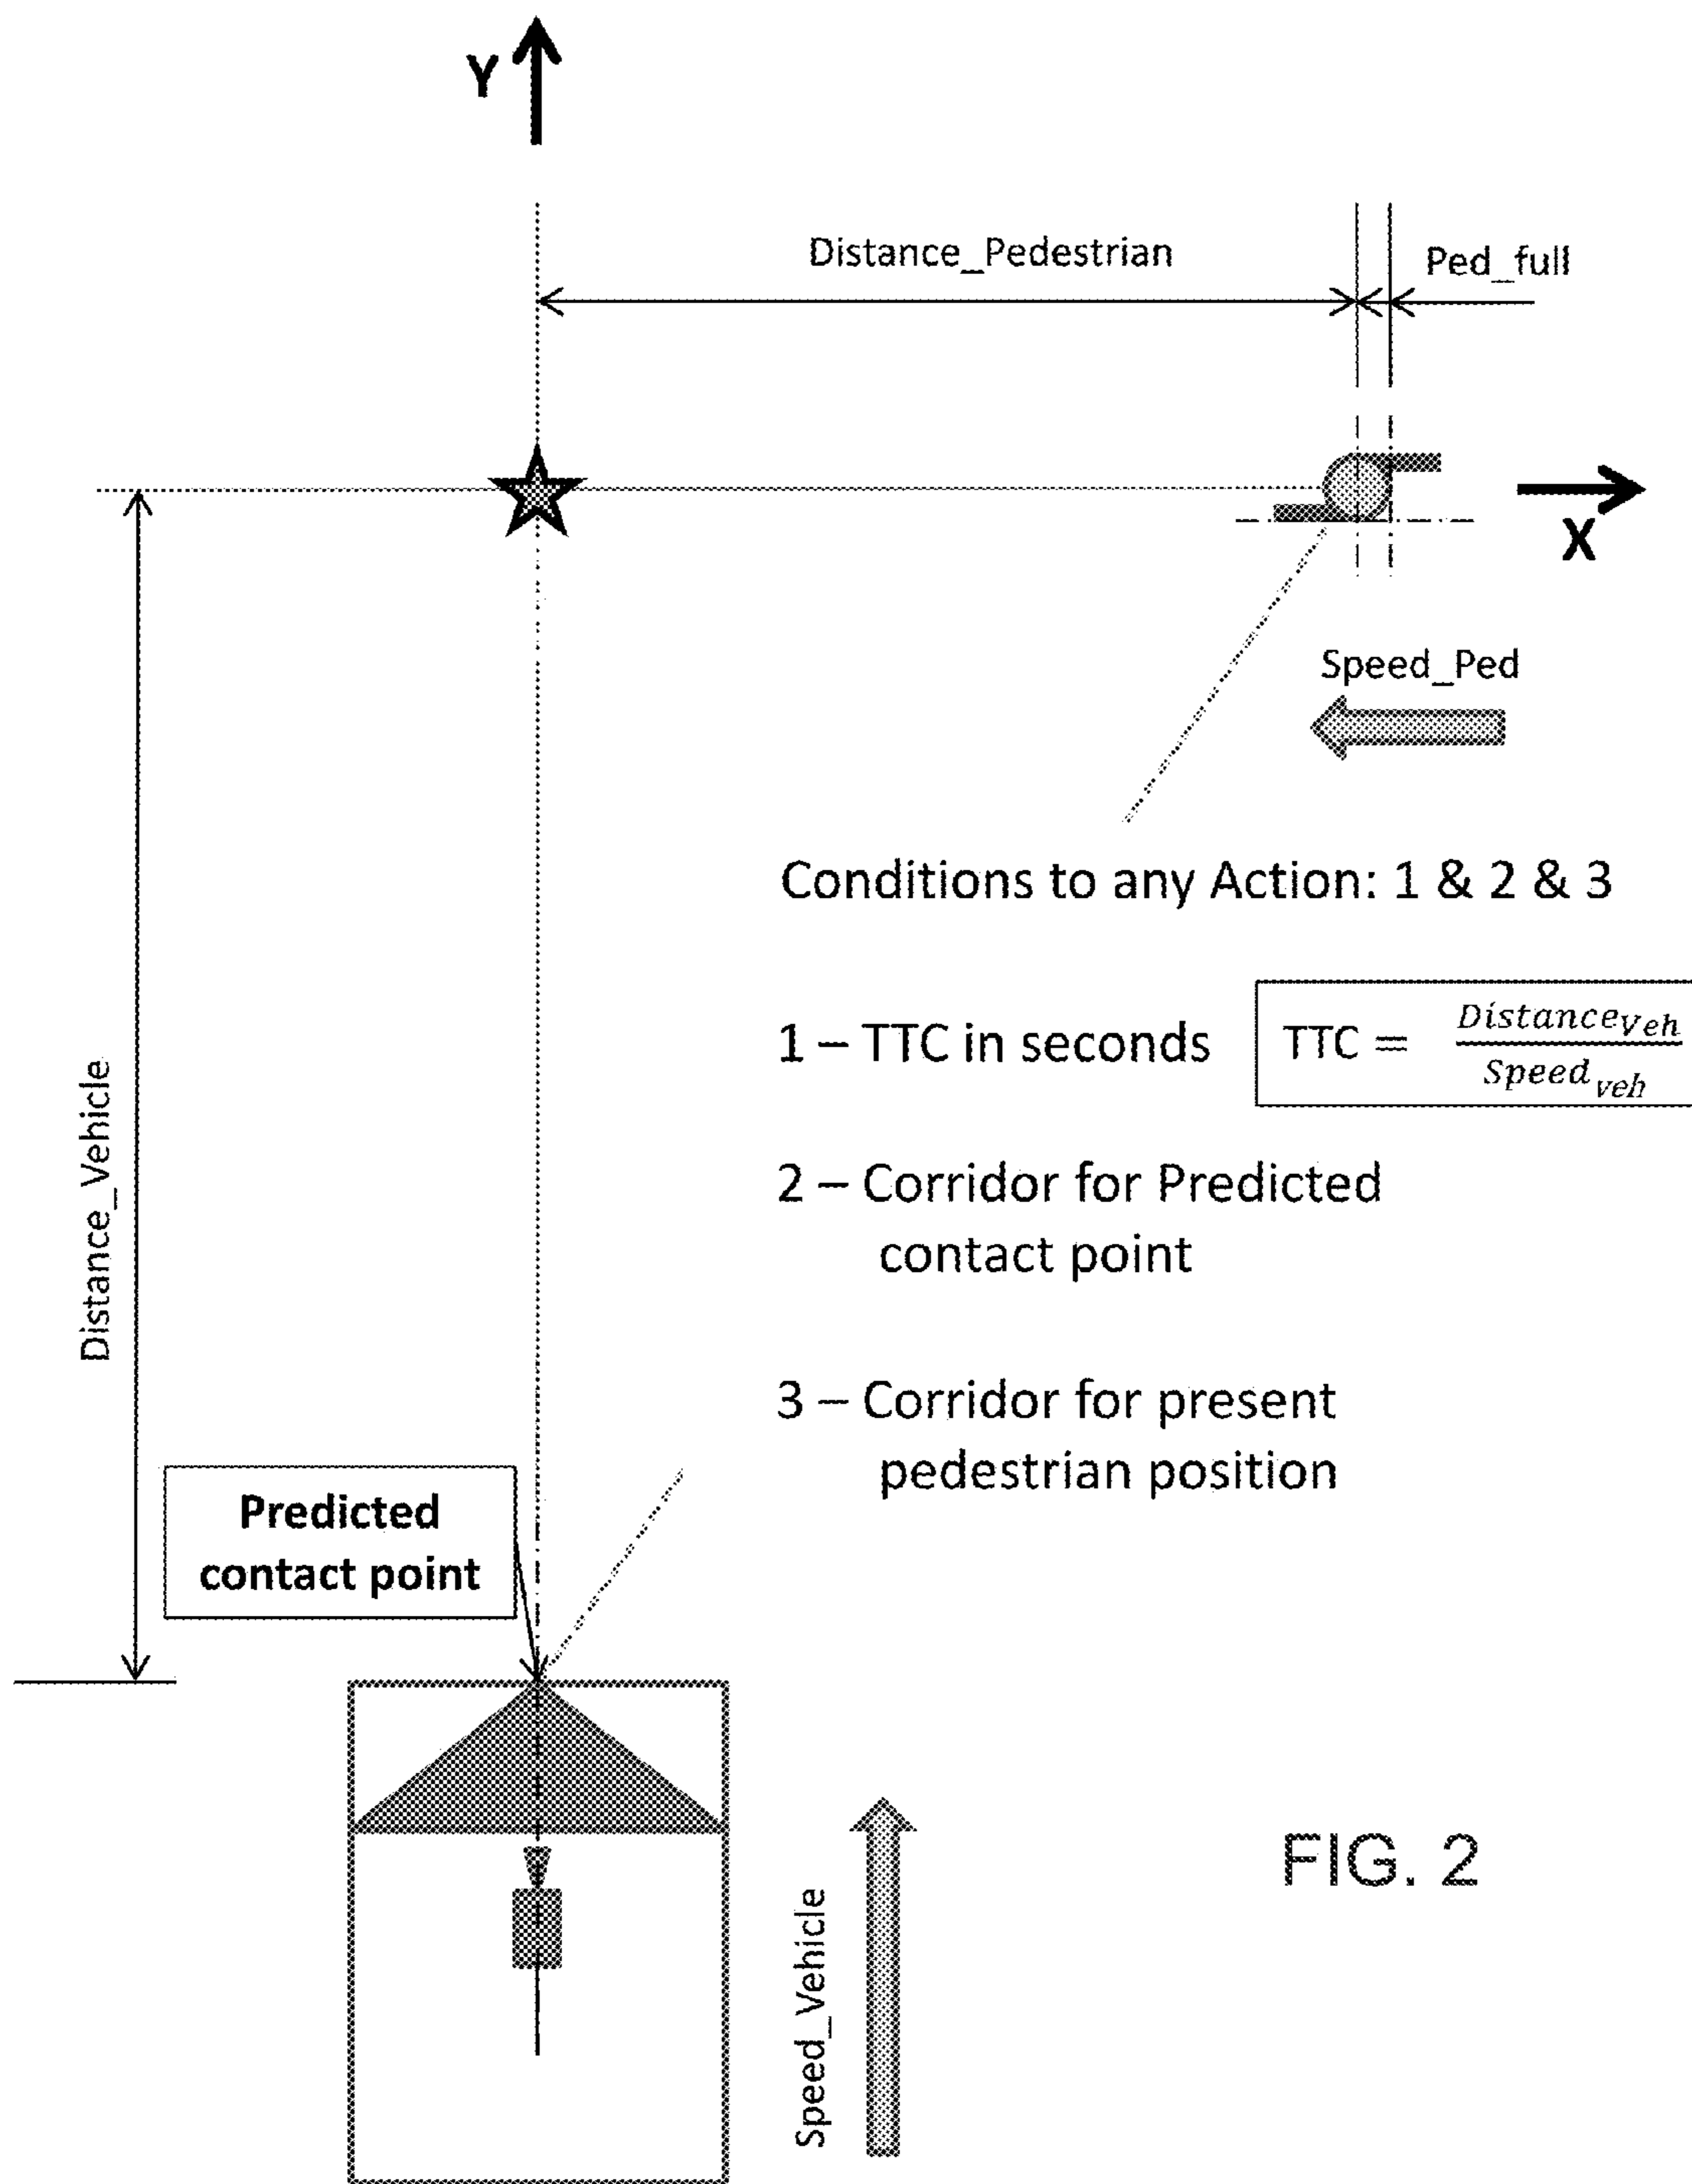 Y
Distance_Pedestrian
Ped_full
X
Speed_Ped
Conditions to any Action: 1 & 2 & 3
1 – TTC in seconds
TTC = Distance_Veh / Speed_veh
2 – Corridor for Predicted
contact point
3 – Corridor for present
pedestrian position
Distance_Vehicle
Predicted
contact point
Speed_Vehicle
FIG. 2